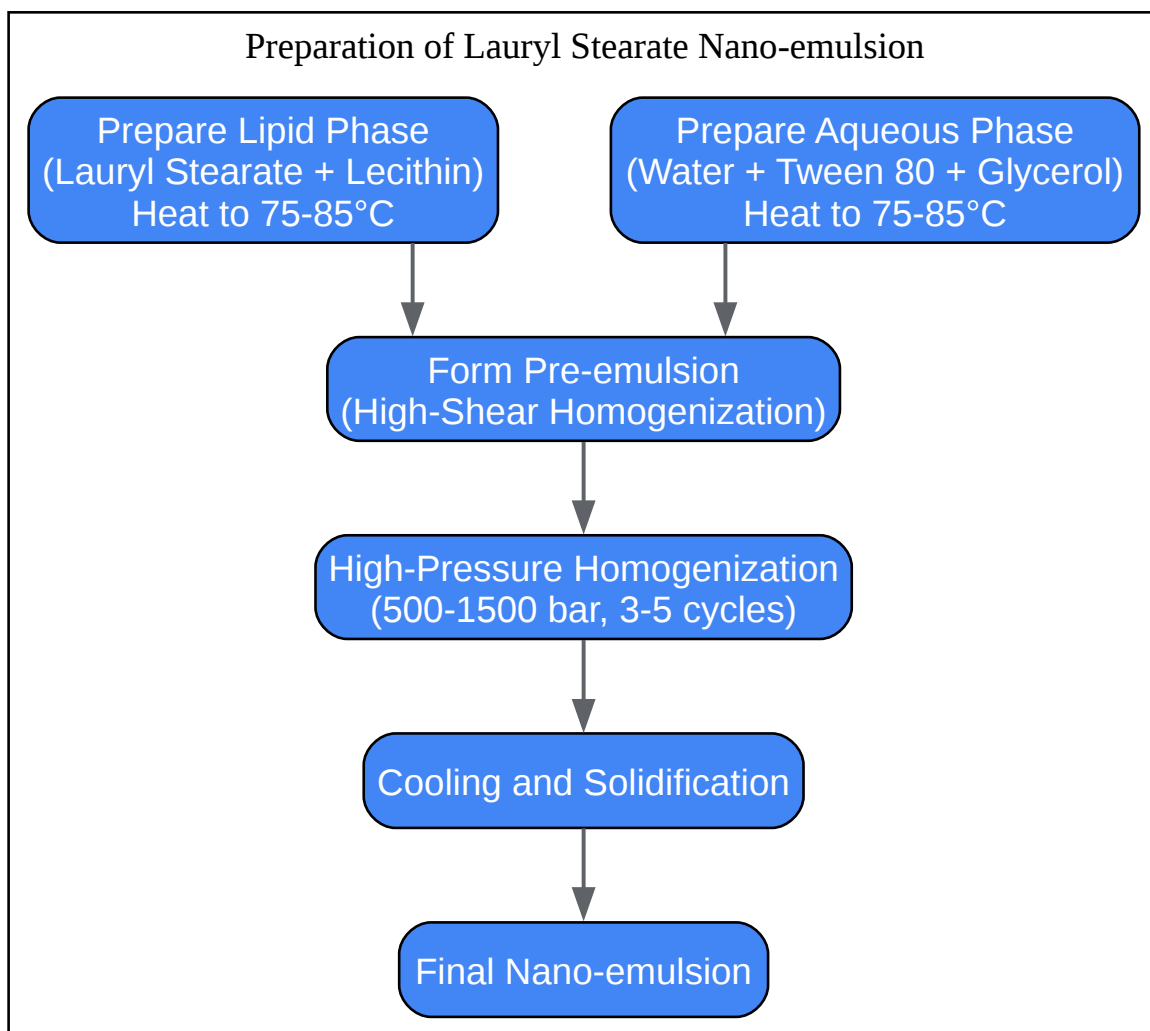 Preparation of Lauryl Stearate Nano-emulsion
Prepare Lipid Phase
(Lauryl Stearate + Lecithin)
Heat to 75-85°C
Prepare Aqueous Phase
(Water + Tween 80 + Glycerol)
Heat to 75-85°C
Form Pre-emulsion
(High-Shear Homogenization)
High-Pressure Homogenization
(500-1500 bar, 3-5 cycles)
Cooling and Solidification
Final Nano-emulsion